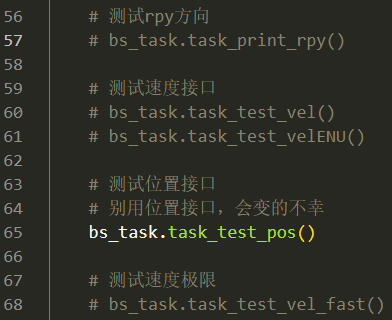 56 # 测试rpy方向
57 # bs_task.task_print_rpy()
58
59 # 测试速度接口
60 # bs_task.task_test_vel()
61 # bs_task.task_test_velENU()
62
63 # 测试位置接口
64 # 别用位置接口，会变的不幸
65 bs_task.task_test_pos()
66
67 # 测试速度极限
68 # bs_task.task_test_vel_fast()